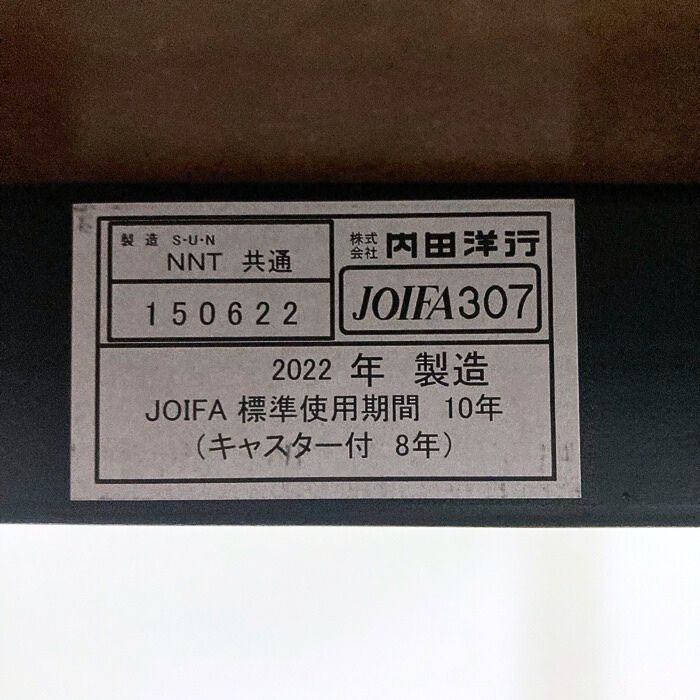 製造 S-U-N
NNT 共通
150622
株式会社 内田洋行
JOIFA307
2022 年 製造
JOIFA 標準使用期間 10年
(キャスター付 8年)